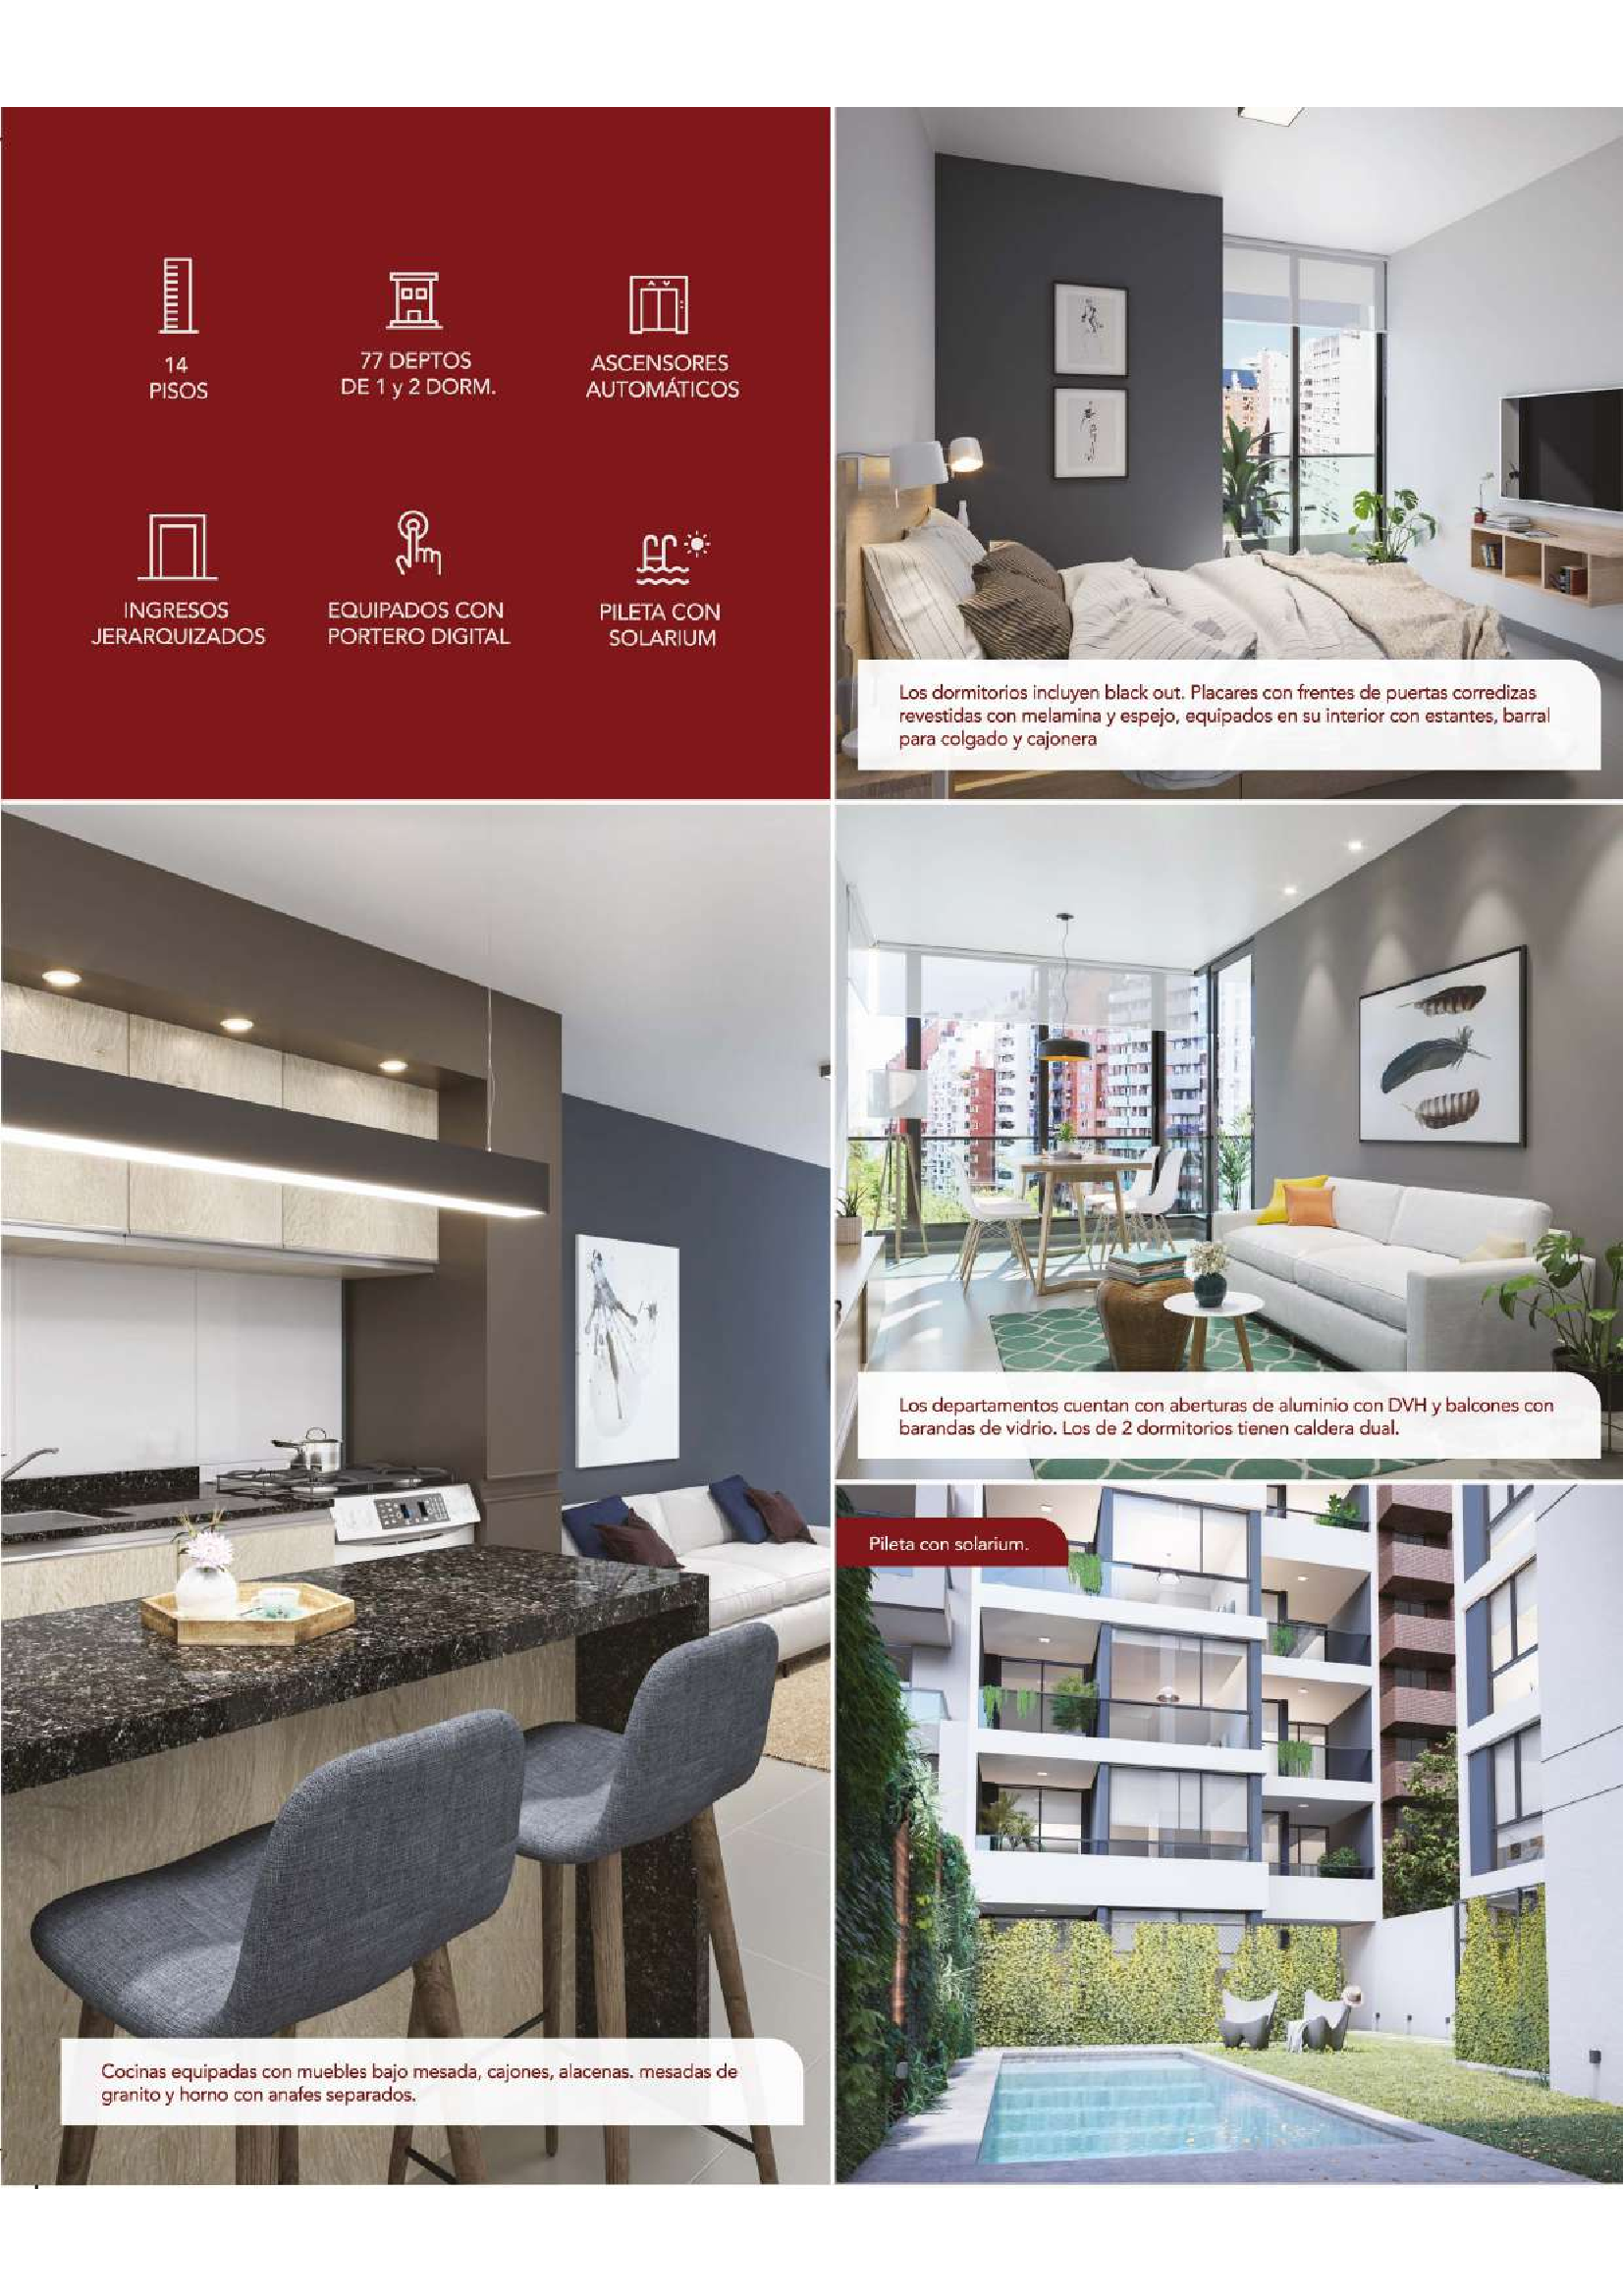 14
PISOS
77 DEPTOS
DE 1 y 2 DORM.
ASCENSORES
AUTOMÁTICOS
INGRESOS
JERARQUIZADOS
EQUIPADOS CON
PORTERO DIGITAL
PILETA CON
SOLARIUM
Los dormitorios incluyen black out. Placares con frentes de puertas corredizas
revestidas con melamina y espejo, equipados en su interior con estantes, barral
para colgado y cajonera
Los departamentos cuentan con aberturas de aluminio con DVH y balcones con
barandas de vidrio. Los de 2 dormitorios tienen caldera dual.
Pileta con solarium.
Cocinas equipadas con muebles bajo mesada, cajones, alacenas. mesadas de
granito y horno con anafes separados.